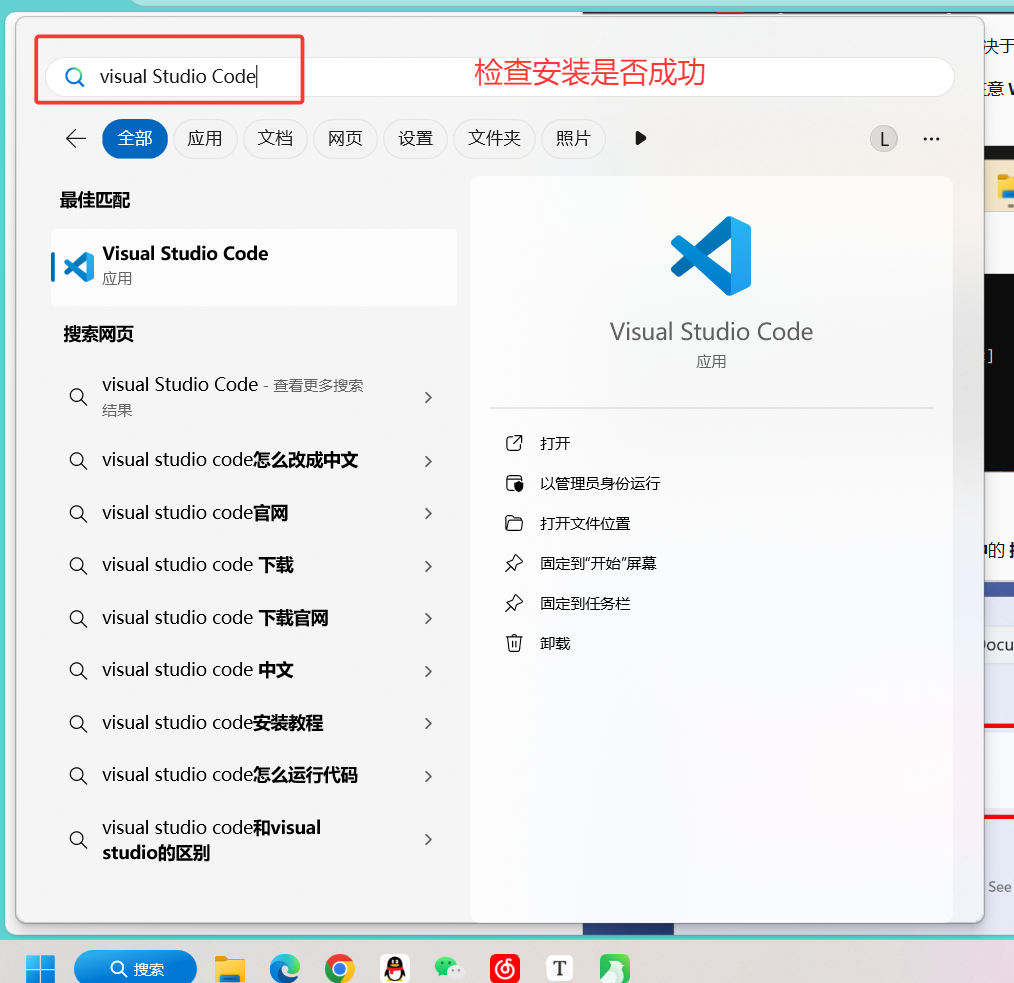 visual Studio Code
检查安装是否成功
全部
应用
文档
网页
设置
文件夹
照片
L
最佳匹配
Visual Studio Code
应用
搜索网页
visual Studio Code - 查看更多搜索
结果
visual studio code怎么改成中文
visual studio code官网
visual studio code 下载
visual studio code 下载官网
visual studio code 中文
visual studio code安装教程
visual studio code怎么运行代码
visual studio code和visual
studio的区别
Visual Studio Code
应用
打开
以管理员身份运行
打开文件位置
固定到“开始”屏幕
固定到任务栏
卸载
决于
意 W
]
的
Docu
See
搜索
T